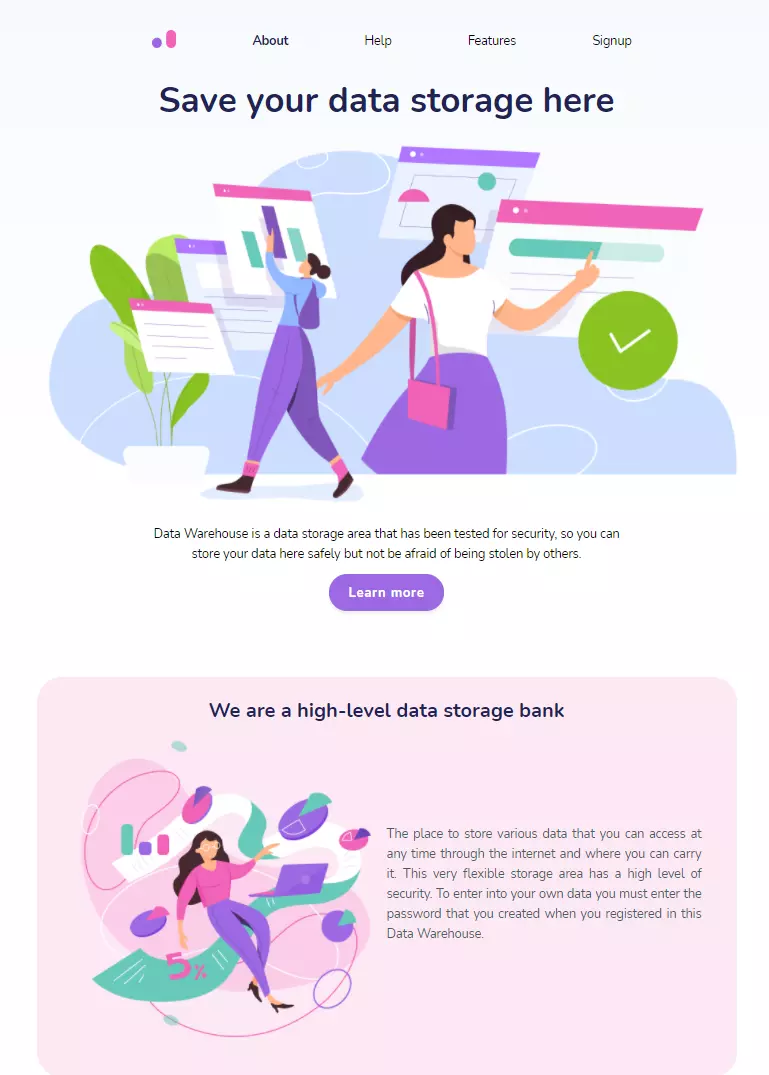 About Help Features Signup
Save your data storage here
Data Warehouse is a data storage area that has been tested for security, so you can
store your data here safely but not be afraid of being stolen by others.
Learn more
We are a high-level data storage bank
The place to store various data that you can access at
any time through the internet and where you can carry
it. This very flexible storage area has a high level of
security. To enter into your own data you must enter the
password that you created when you registered in this
Data Warehouse.
5%